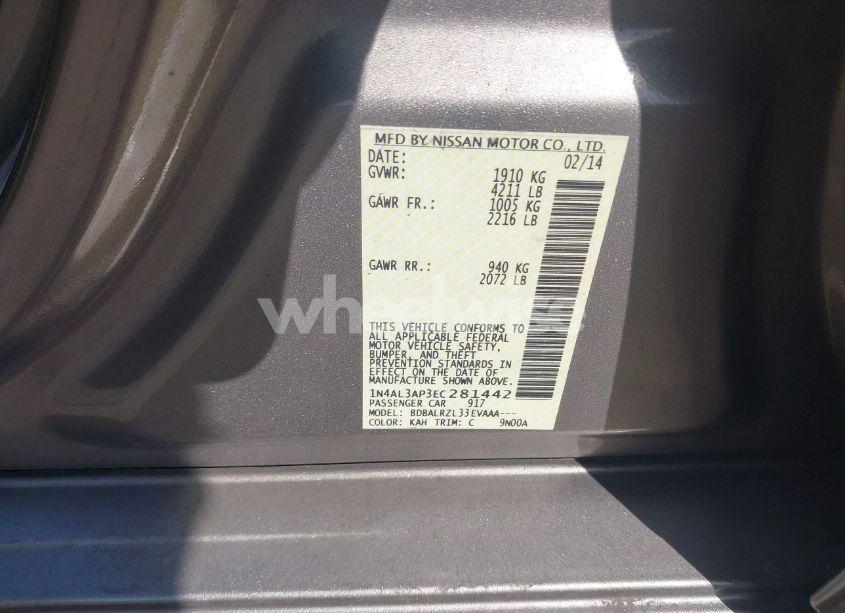 MFD BY NISSAN MOTOR CO., LTD.
DATE: 02/14
GVWR: 1910 KG
4211 LB
GAWR FR.: 1005 KG
2216 LB
GAWR RR.: 940 KG
2072 LB
wheelwise
THIS VEHICLE CONFORMS TO
ALL APPLICABLE FEDERAL
MOTOR VEHICLE SAFETY,
BUMPER, AND THEFT
PREVENTION STANDARDS IN
EFFECT ON THE DATE OF
MANUFACTURE SHOWN ABOVE.
1N4AL3AP3EC281442
PASSENGER CAR 917
MODEL: BDBALRZL33EVAAA---
COLOR: KAH TRIM: C 9N00A